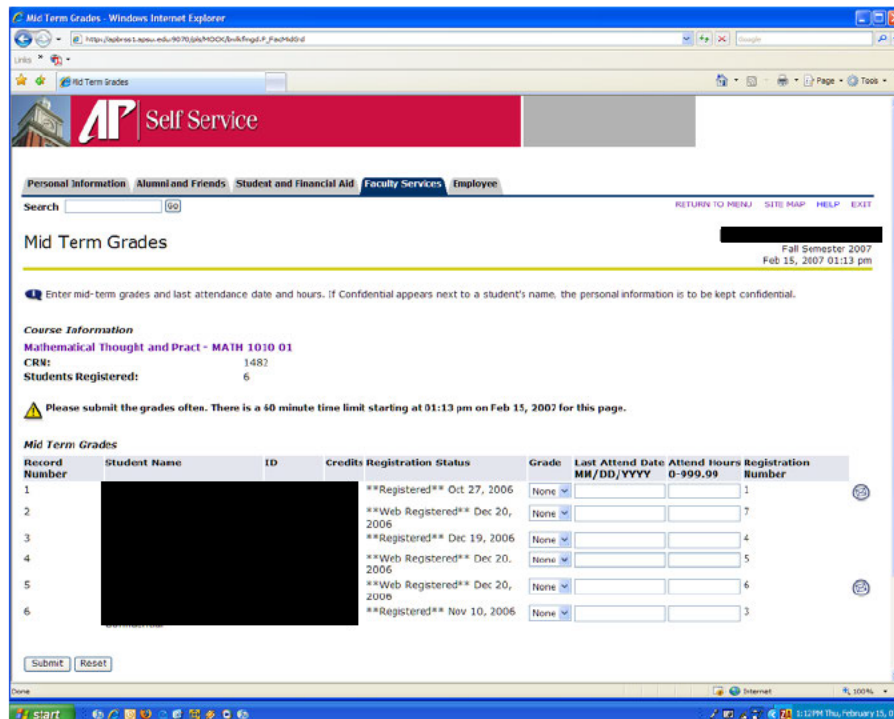 Mid Term Grades - Windows Internet Explorer
Google
Links
Mid Term Grades
Page Tools
AP Self Service
Personal Information Alumni and Friends Student and Financial Aid Faculty Services Employee
Search Go RETURN TO MENU SITE MAP HELP EXIT
Mid Term Grades
Fall Semester 2007
Feb 15, 2007 01:13 pm
Enter mid-term grades and last attendance date and hours. If Confidential appears next to a student's name, the personal information is to be kept confidential.
Course Information
Mathematical Thought and Pract - MATH 1010 01
CRN: 1482
Students Registered: 6
Please submit the grades often. There is a 60 minute time limit starting at 01:13 pm on Feb 15, 2007 for this page.
Mid Term Grades
Record Student Name ID Credits Registration Status Grade Last Attend Date Attend Hours Registration
Number MM/DD/YYYY 0-999.99 Number
1 **Registered** Oct 27, 2006 None 1
2 **Web Registered** Dec 20, None 7
2006
3 **Registered** Dec 19, 2006 None 4
4 **Web Registered** Dec 20, None 5
2006
5 **Web Registered** Dec 20, None 6
2006
6 **Registered** Nov 10, 2006 None 3
Submit Reset
Done Internet 100%
start 1:12PM Thu, February 15,